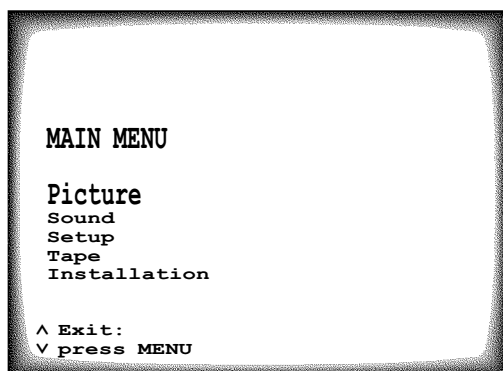 MAIN MENU
Picture
Sound
Setup
Tape
Installation
˄ Exit:
˅ press MENU